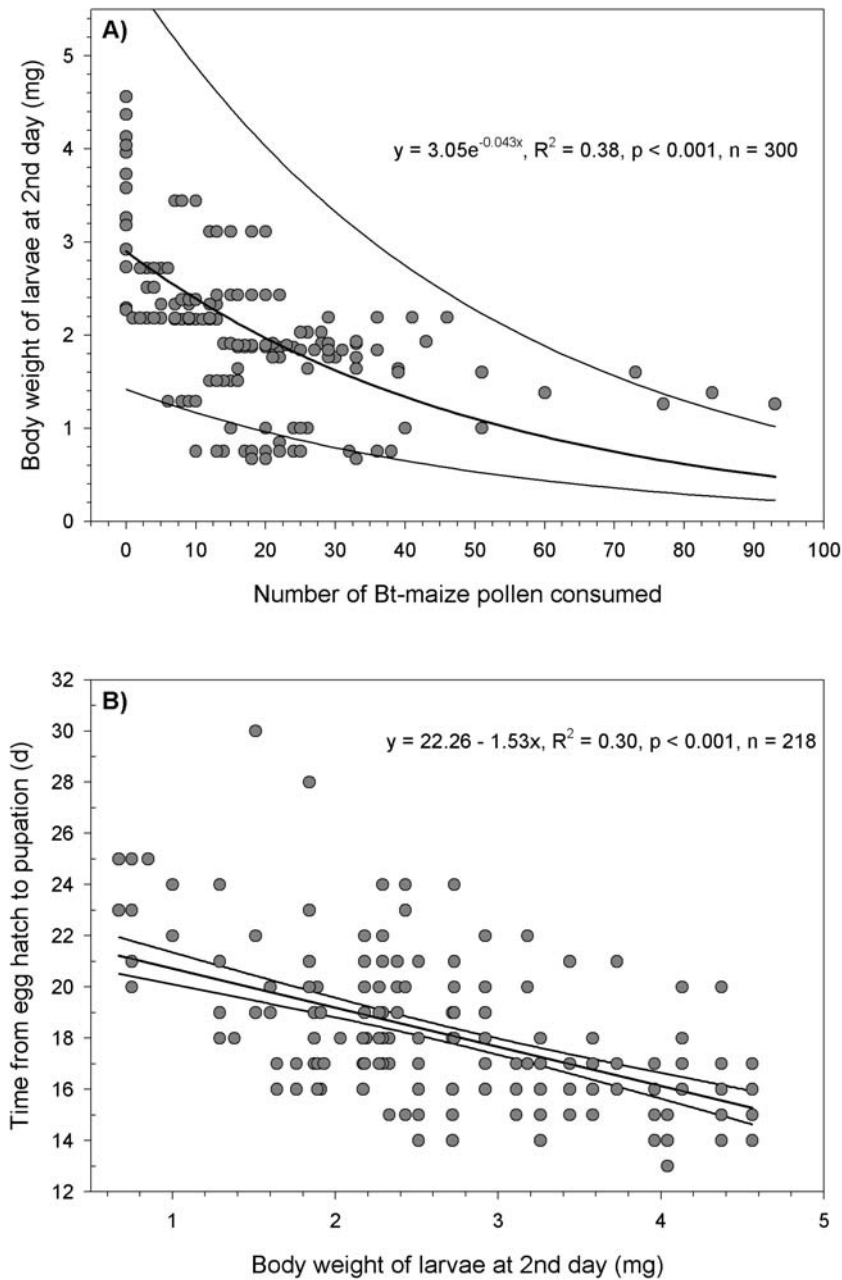 A)
y = 3.05e^-0.043x, R² = 0.38, p < 0.001, n = 300
Body weight of larvae at 2nd day (mg)
5
4
3
2
1
0
0 10 20 30 40 50 60 70 80 90 100
Number of Bt-maize pollen consumed
B)
y = 22.26 - 1.53x, R² = 0.30, p < 0.001, n = 218
Time from egg hatch to pupation (d)
32
30
28
26
24
22
20
18
16
14
12
1 2 3 4 5
Body weight of larvae at 2nd day (mg)